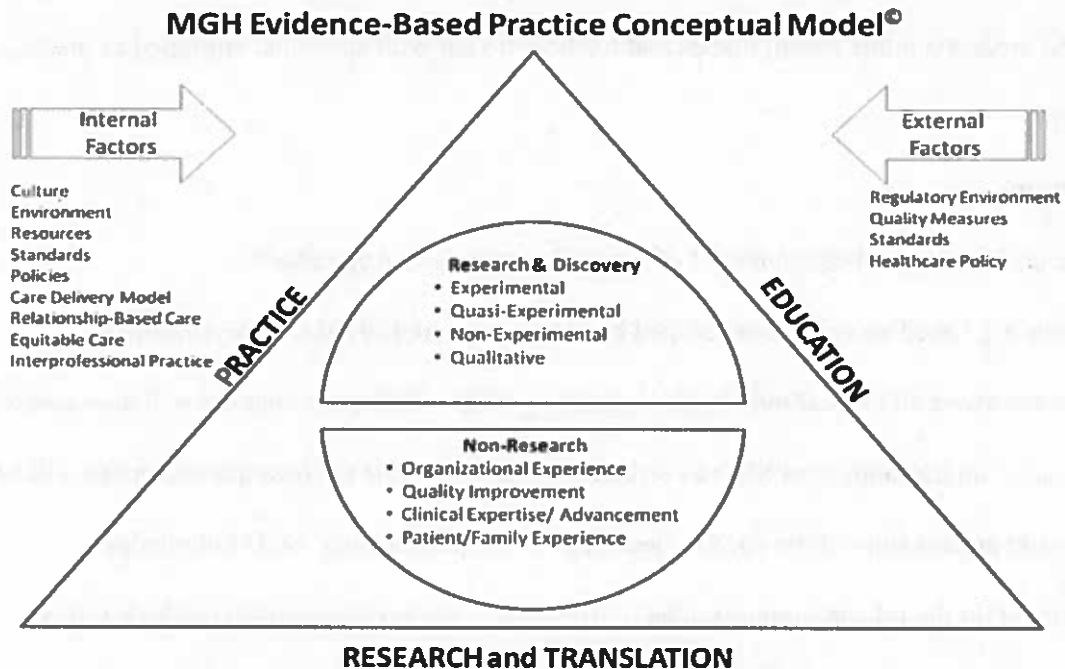 MGH Evidence-Based Practice Conceptual Model©
Internal
Factors
Culture
Environment
Resources
Standards
Policies
Care Delivery Model
Relationship-Based Care
Equitable Care
Interprofessional Practice
External
Factors
Regulatory Environment
Quality Measures
Standards
Healthcare Policy
PRACTICE
EDUCATION
Research & Discovery
• Experimental
• Quasi-Experimental
• Non-Experimental
• Qualitative
Non-Research
• Organizational Experience
• Quality Improvement
• Clinical Expertise/ Advancement
• Patient/Family Experience
RESEARCH and TRANSLATION